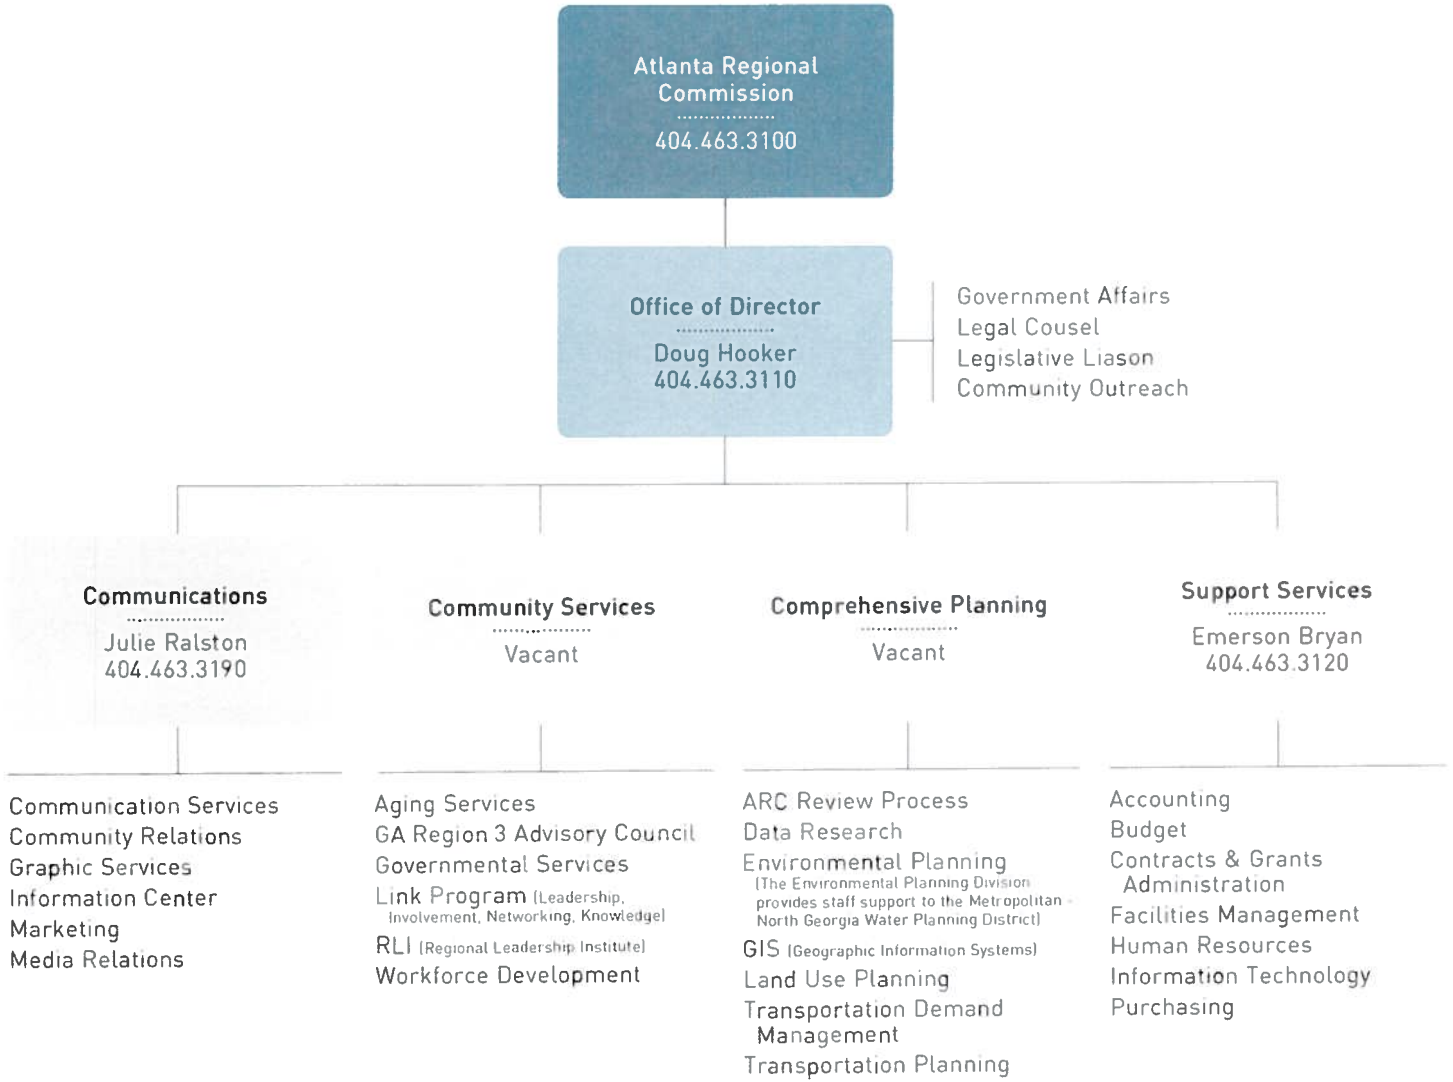 Atlanta Regional
Commission
404.463.3100
Office of Director
Doug Hooker
404.463.3110
Government Affairs
Legal Cousel
Legislative Liason
Community Outreach
Communications
Julie Ralston
404.463.3190
Community Services
Vacant
Comprehensive Planning
Vacant
Support Services
Emerson Bryan
404.463.3120
Communication Services
Community Relations
Graphic Services
Information Center
Marketing
Media Relations
Aging Services
GA Region 3 Advisory Council
Governmental Services
Link Program (Leadership,
Involvement, Networking, Knowledge)
RLI (Regional Leadership Institute)
Workforce Development
ARC Review Process
Data Research
Environmental Planning
(The Environmental Planning Division
provides staff support to the Metropolitan
North Georgia Water Planning District)
GIS (Geographic Information Systems)
Land Use Planning
Transportation Demand
Management
Transportation Planning
Accounting
Budget
Contracts & Grants
Administration
Facilities Management
Human Resources
Information Technology
Purchasing